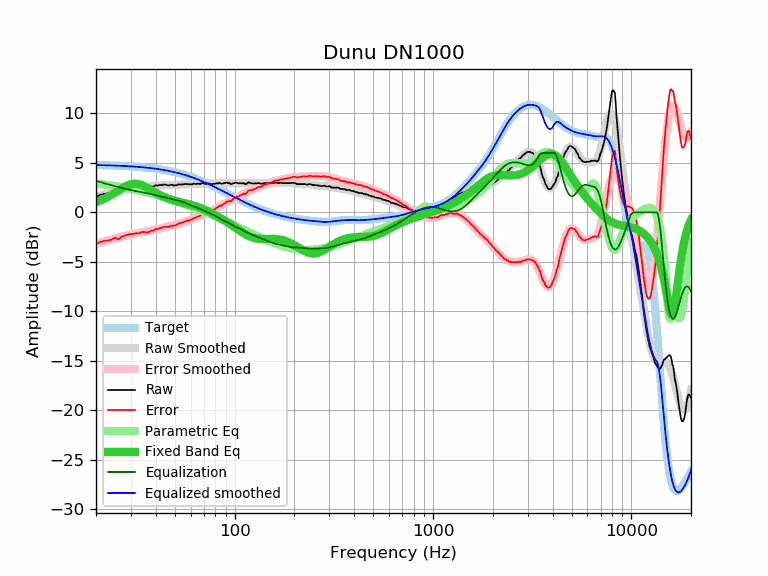 Dunu DN1000
10
5
0
−5
−10
−15
−20
−25
−30
Amplitude (dBr)
Target
Raw Smoothed
Error Smoothed
Raw
Error
Parametric Eq
Fixed Band Eq
Equalization
Equalized smoothed
100
1000
10000
Frequency (Hz)